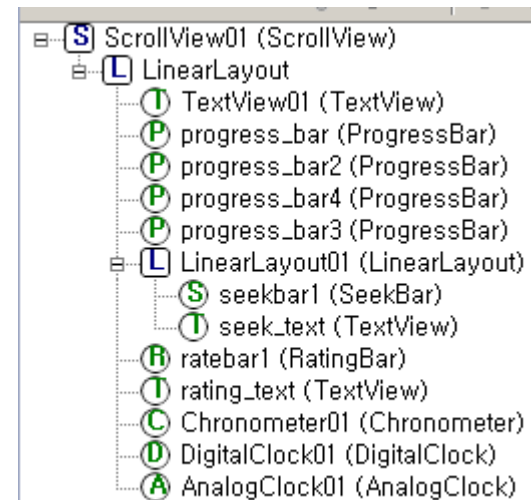 S ScrollView01 (ScrollView)
L LinearLayout
T TextView01 (TextView)
P progress_bar (ProgressBar)
P progress_bar2 (ProgressBar)
P progress_bar4 (ProgressBar)
P progress_bar3 (ProgressBar)
L LinearLayout01 (LinearLayout)
S seekbar1 (SeekBar)
T seek_text (TextView)
R ratebar1 (RatingBar)
T rating_text (TextView)
C Chronometer01 (Chronometer)
D DigitalClock01 (DigitalClock)
A AnalogClock01 (AnalogClock)